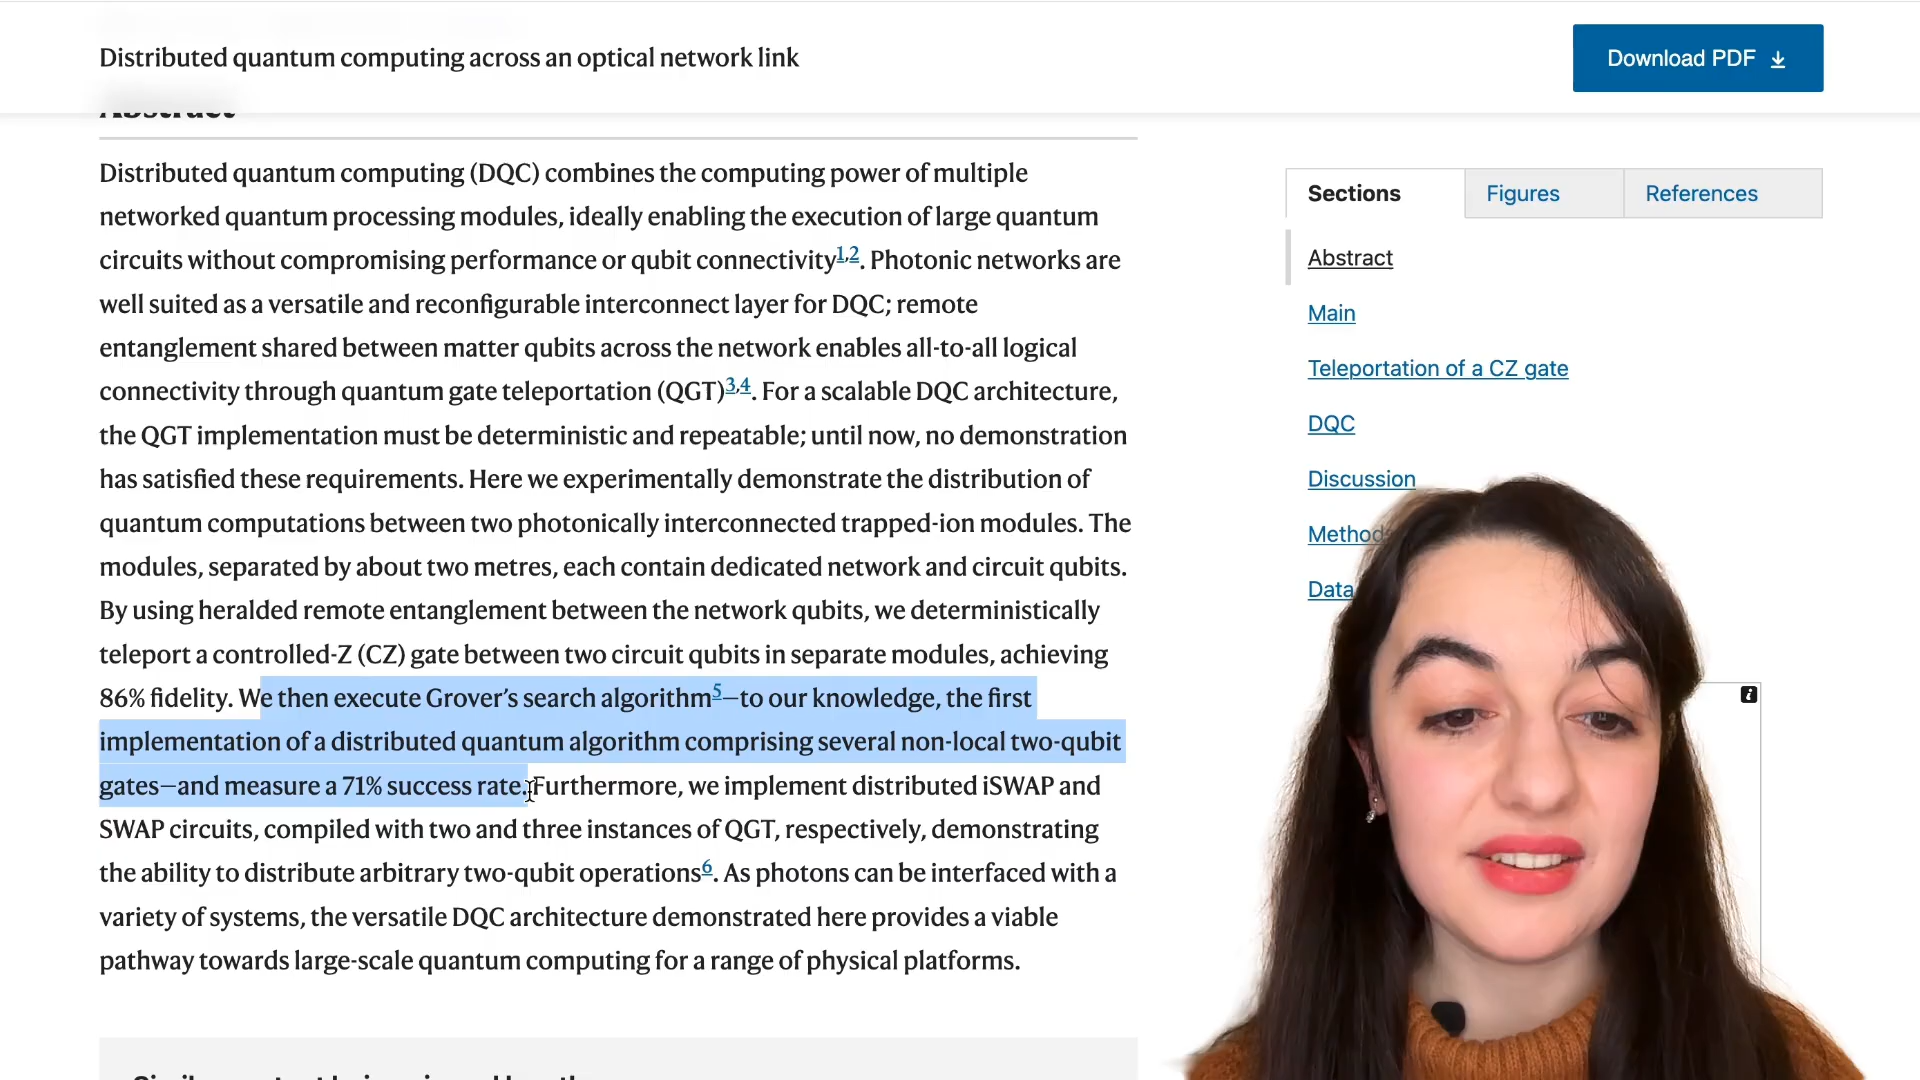 Distributed quantum computing across an optical network link
Download PDF
Abstract
Distributed quantum computing (DQC) combines the computing power of multiple
networked quantum processing modules, ideally enabling the execution of large quantum
circuits without compromising performance or qubit connectivity1,2. Photonic networks are
well suited as a versatile and reconfigurable interconnect layer for DQC; remote
entanglement shared between matter qubits across the network enables all-to-all logical
connectivity through quantum gate teleportation (QGT)3,4. For a scalable DQC architecture,
the QGT implementation must be deterministic and repeatable; until now, no demonstration
has satisfied these requirements. Here we experimentally demonstrate the distribution of
quantum computations between two photonically interconnected trapped-ion modules. The
modules, separated by about two metres, each contain dedicated network and circuit qubits.
By using heralded remote entanglement between the network qubits, we deterministically
teleport a controlled-Z (CZ) gate between two circuit qubits in separate modules, achieving
86% fidelity. We then execute Grover’s search algorithm5—to our knowledge, the first
implementation of a distributed quantum algorithm comprising several non-local two-qubit
gates—and measure a 71% success rate. Furthermore, we implement distributed iSWAP and
SWAP circuits, compiled with two and three instances of QGT, respectively, demonstrating
the ability to distribute arbitrary two-qubit operations6. As photons can be interfaced with a
variety of systems, the versatile DQC architecture demonstrated here provides a viable
pathway towards large-scale quantum computing for a range of physical platforms.
Sections
Figures
References
Abstract
Main
Teleportation of a CZ gate
DQC
Discussion
Methods
Data